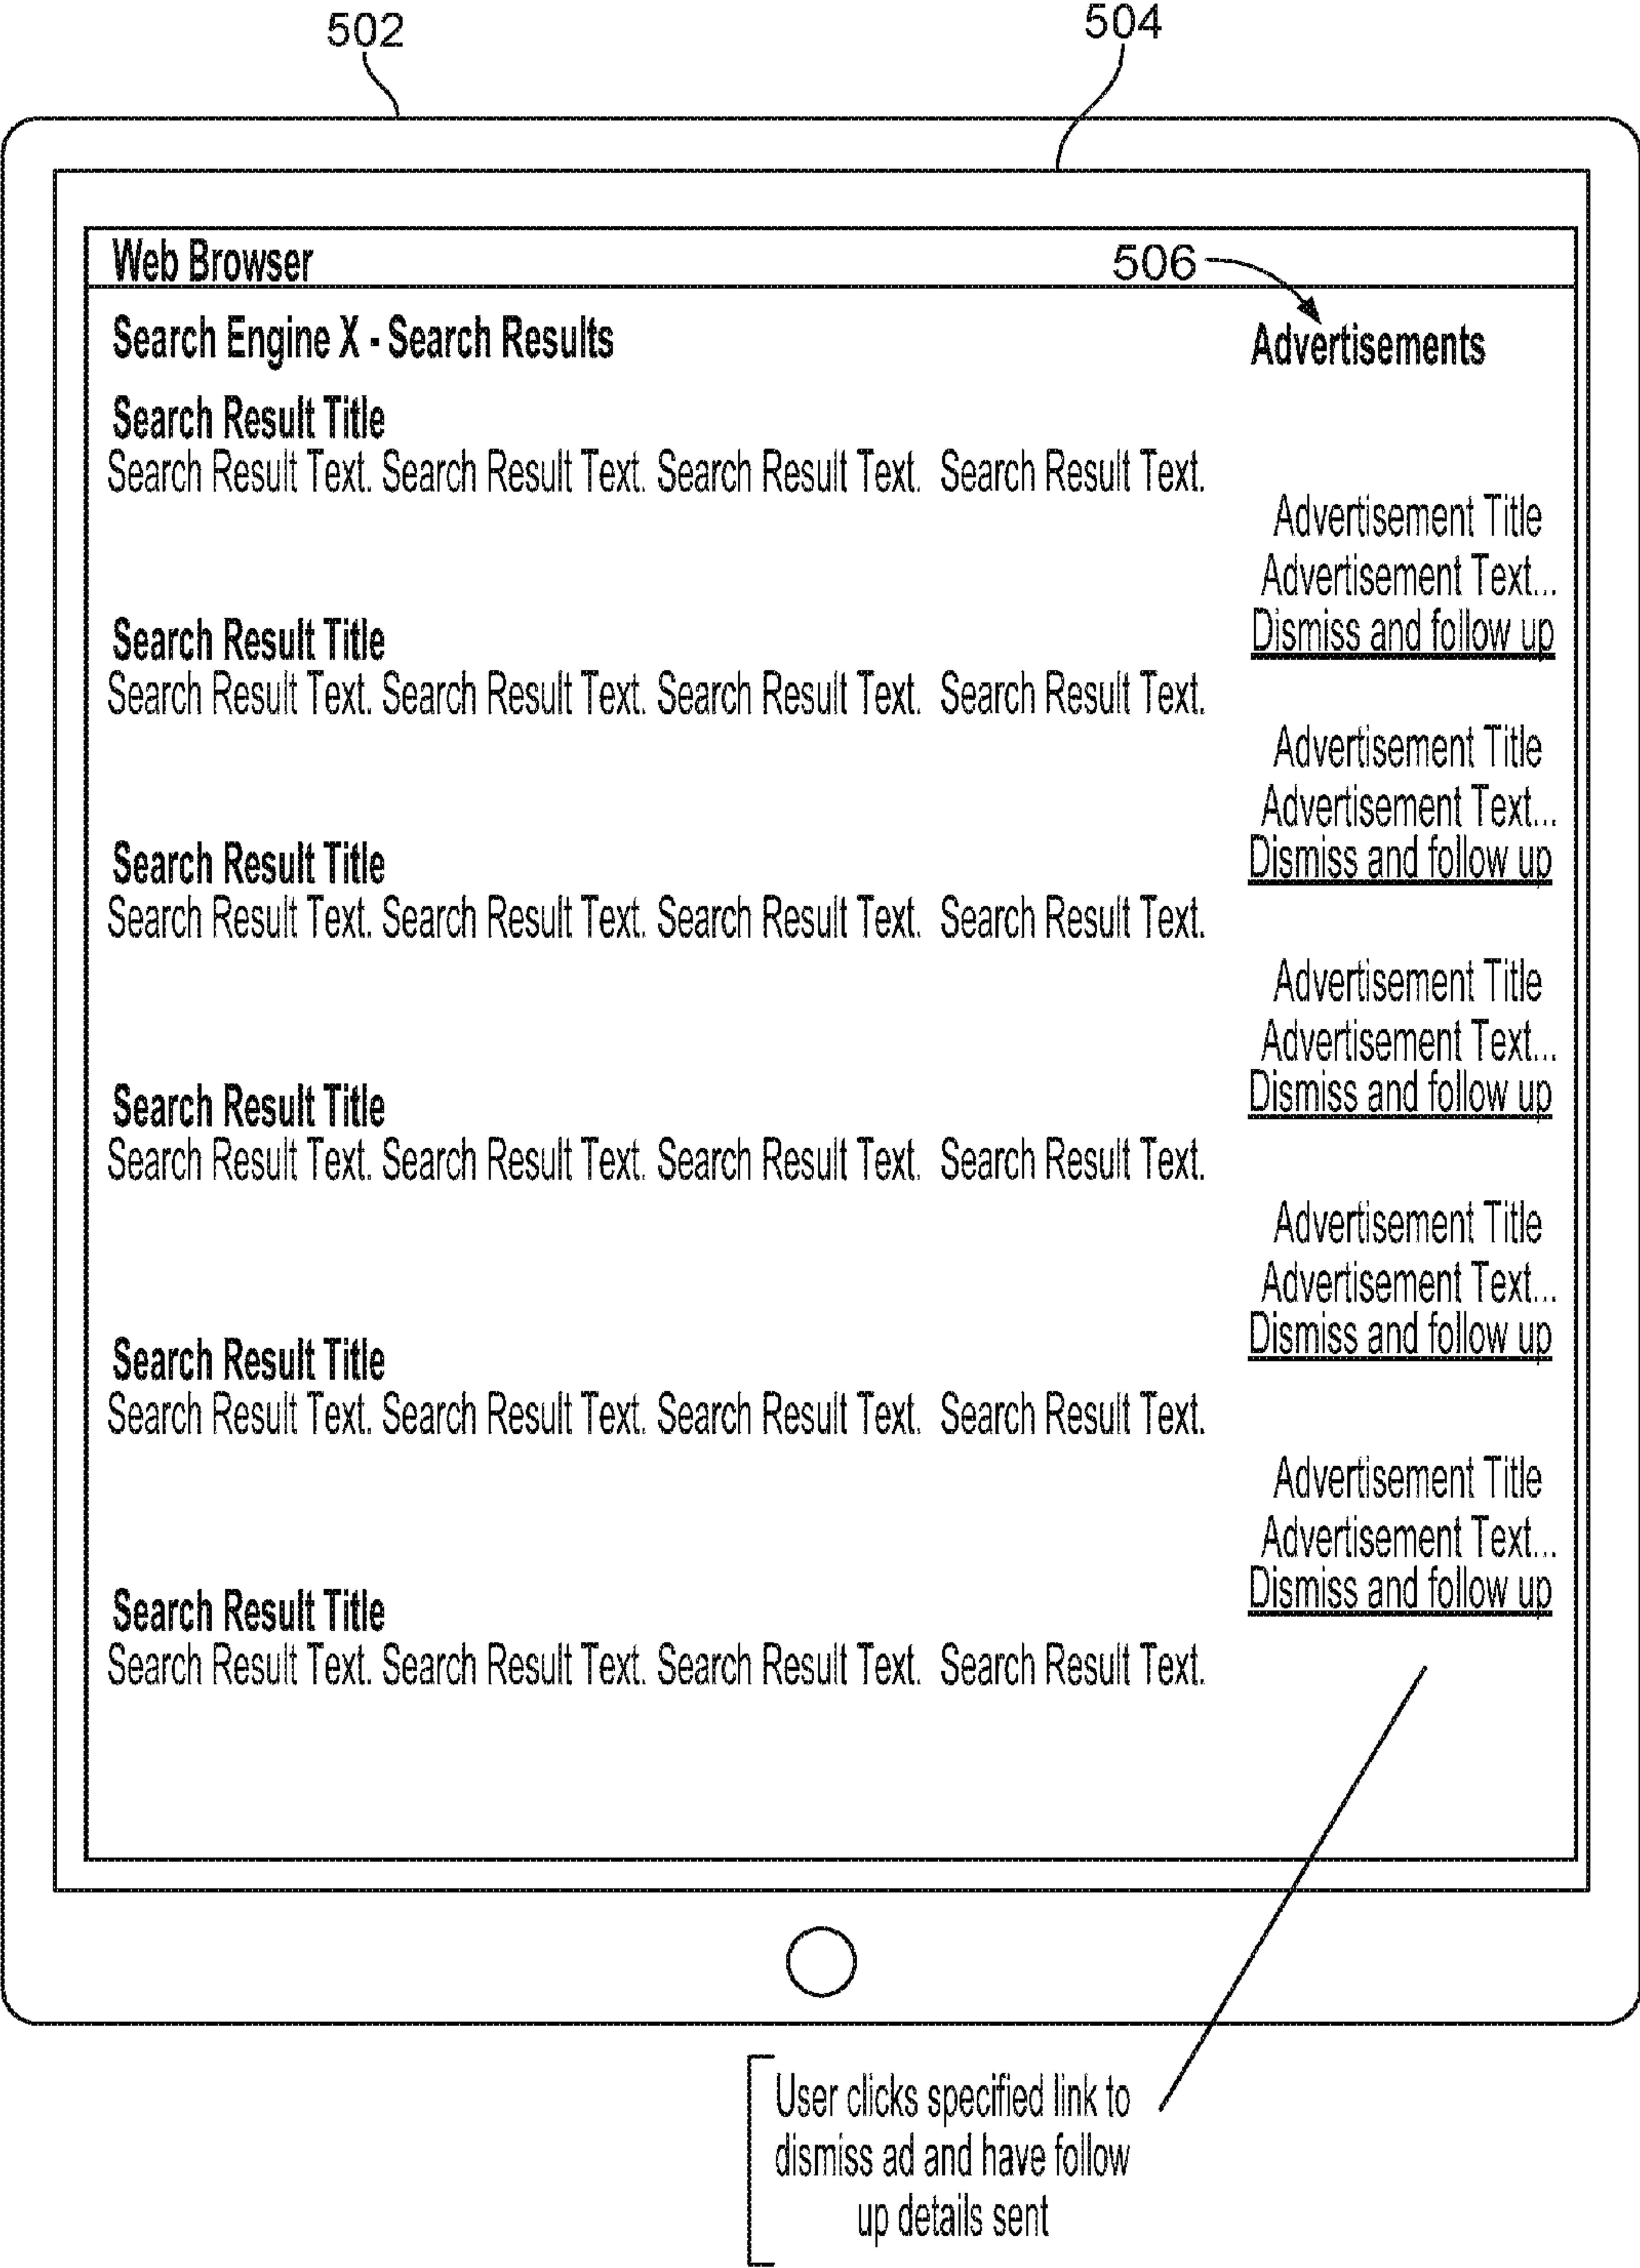 502
504
Web Browser
506
Search Engine X - Search Results
Advertisements
Search Result Title
Search Result Text. Search Result Text. Search Result Text. Search Result Text.
Advertisement Title
Advertisement Text...
Dismiss and follow up
Search Result Title
Search Result Text. Search Result Text. Search Result Text. Search Result Text.
Advertisement Title
Advertisement Text...
Dismiss and follow up
Search Result Title
Search Result Text. Search Result Text. Search Result Text. Search Result Text.
Advertisement Title
Advertisement Text...
Dismiss and follow up
Search Result Title
Search Result Text. Search Result Text. Search Result Text. Search Result Text.
Advertisement Title
Advertisement Text...
Dismiss and follow up
Search Result Title
Search Result Text. Search Result Text. Search Result Text. Search Result Text.
Advertisement Title
Advertisement Text...
Dismiss and follow up
Search Result Title
Search Result Text. Search Result Text. Search Result Text. Search Result Text.
User clicks specified link to
dismiss ad and have follow
up details sent